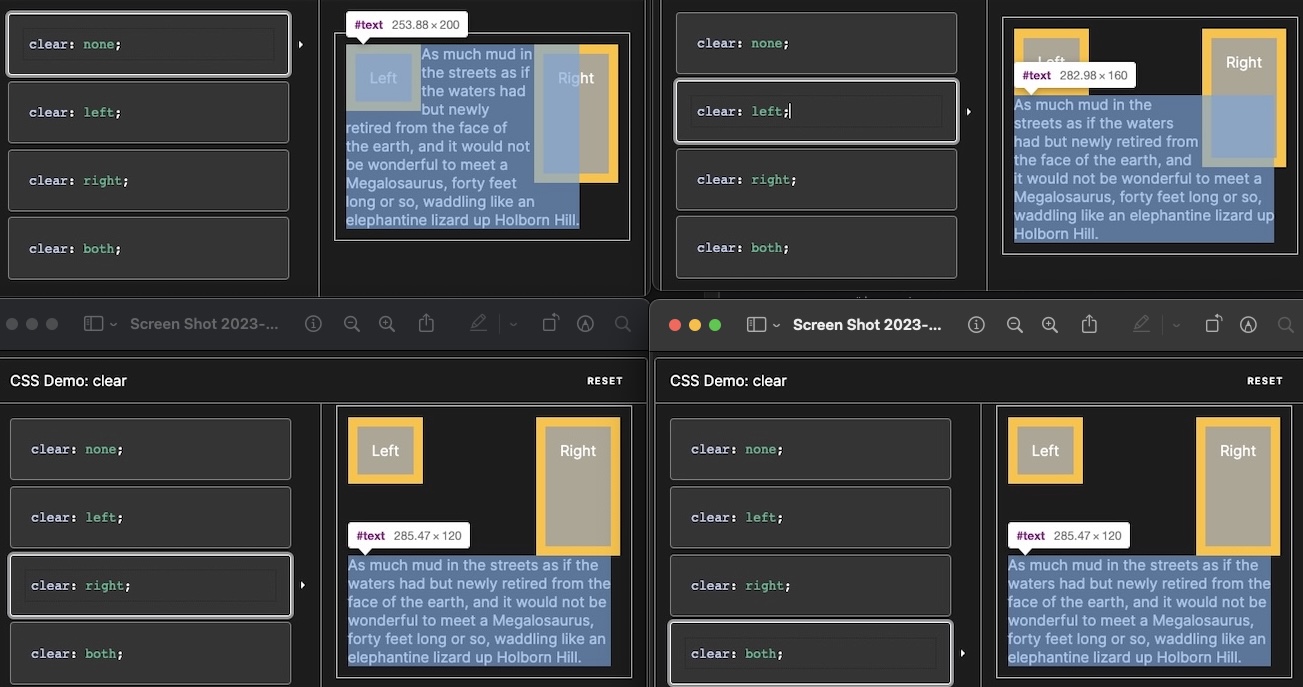 clear: none;
clear: left;
clear: right;
clear: both;
#text 253.88 × 200
Left
Right
As much mud in
the streets as if
the waters had
but newly
retired from the face of
the earth, and it would not
be wonderful to meet a
Megalosaurus, forty feet
long or so, waddling like an
elephantine lizard up Holborn Hill.
clear: none;
clear: left;
clear: right;
clear: both;
Left
Right
#text 282.98 × 160
As much mud in the
streets as if the waters
had but newly retired from
the face of the earth, and
it would not be wonderful to meet a
Megalosaurus, forty feet long or so,
waddling like an elephantine lizard up
Holborn Hill.
Screen Shot 2023-...
CSS Demo: clear
RESET
clear: none;
clear: left;
clear: right;
clear: both;
Left
Right
#text 285.47 × 120
As much mud in the streets as if the
waters had but newly retired from the
face of the earth, and it would not be
wonderful to meet a Megalosaurus,
forty feet long or so, waddling like an
elephantine lizard up Holborn Hill.
Screen Shot 2023-...
CSS Demo: clear
RESET
clear: none;
clear: left;
clear: right;
clear: both;
Left
Right
#text 285.47 × 120
As much mud in the streets as if the
waters had but newly retired from the
face of the earth, and it would not be
wonderful to meet a Megalosaurus,
forty feet long or so, waddling like an
elephantine lizard up Holborn Hill.